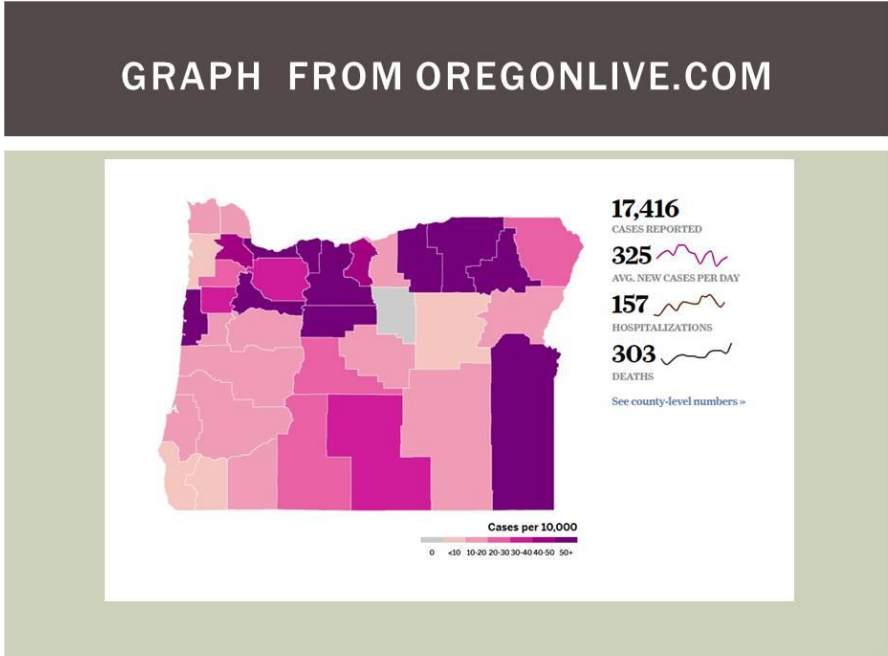 GRAPH FROM OREGONLIVE.COM
17,416
CASES REPORTED
325
AVG. NEW CASES PER DAY
157
HOSPITALIZATIONS
303
DEATHS
See county-level numbers »
Cases per 10,000
0 <10 10-20 20-30 30-40 40-50 50+